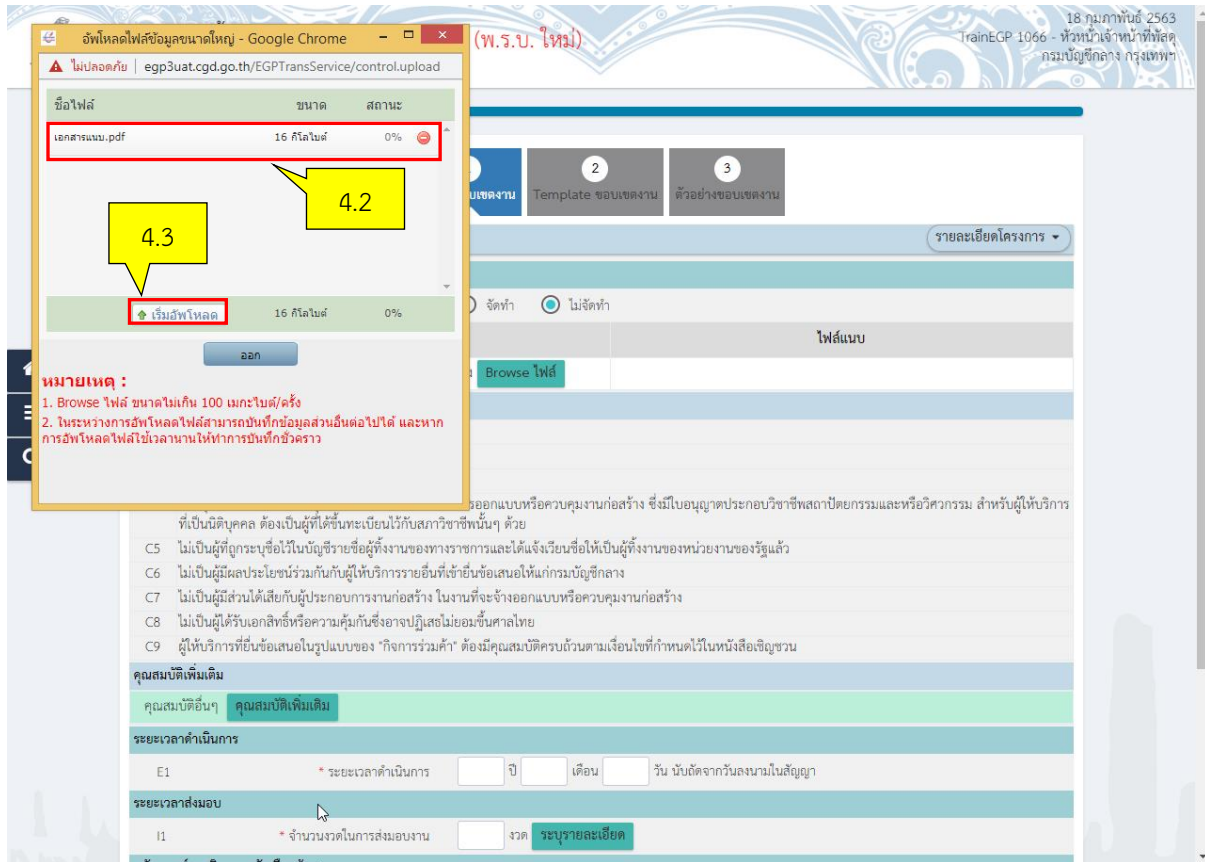 อัพโหลดไฟล์ข้อมูลขนาดใหญ่ - Google Chrome
(พ.ร.บ. ใหม่)
18 กุมภาพันธ์ 2563
TrainEGP 1066 - หัวหน้าเจ้าหน้าที่พัสดุ
กรมบัญชีกลาง กรุงเทพฯ
ไม่ปลอดภัย | egp3uat.cgd.go.th/EGPTransService/control.upload
ชื่อไฟล์ ขนาด สถานะ
เอกสารแนบ.pdf 16 กิโลไบต์ 0%
4.2
4.3
เริ่มอัพโหลด 16 กิโลไบต์ 0%
ออก
หมายเหตุ :
1. Browse ไฟล์ ขนาดไม่เกิน 100 เมกะไบต์/ครั้ง
2. ในระหว่างการอัพโหลดไฟล์สามารถบันทึกข้อมูลส่วนอื่นต่อไปได้ และหาก
การอัพโหลดไฟล์ใช้เวลานานให้ทำการบันทึกชั่วคราว
2 3
Template ขอบเขตงาน ตัวอย่างขอบเขตงาน
รายละเอียดโครงการ
จัดทำ ไม่จัดทำ
ไฟล์แนบ
Browse ไฟล์
ออกแบบหรือควบคุมงานก่อสร้าง ซึ่งมีใบอนุญาตประกอบวิชาชีพสถาปัตยกรรมและหรือวิศวกรรม สำหรับผู้ให้บริการ
ที่เป็นนิติบุคคล ต้องเป็นผู้ที่ได้ขึ้นทะเบียนไว้กับสภาวิชาชีพนั้นๆ ด้วย
C5 ไม่เป็นผู้ที่ถูกระบุชื่อไว้ในบัญชีรายชื่อผู้ทิ้งงานของทางราชการและได้แจ้งเวียนชื่อให้เป็นผู้ทิ้งงานของหน่วยงานของรัฐแล้ว
C6 ไม่เป็นผู้มีผลประโยชน์ร่วมกันกับผู้ให้บริการรายอื่นที่เข้ายื่นข้อเสนอให้แก่กรมบัญชีกลาง
C7 ไม่เป็นผู้มีส่วนได้เสียกับผู้ประกอบการงานก่อสร้าง ในงานที่จะจ้างออกแบบหรือควบคุมงานก่อสร้าง
C8 ไม่เป็นผู้ได้รับเอกสิทธิ์หรือความคุ้มกันซึ่งอาจปฏิเสธไม่ยอมขึ้นศาลไทย
C9 ผู้ให้บริการที่ยื่นข้อเสนอในรูปแบบของ "กิจการร่วมค้า" ต้องมีคุณสมบัติครบถ้วนตามเงื่อนไขที่กำหนดไว้ในหนังสือเชิญชวน
คุณสมบัติเพิ่มเติม
คุณสมบัติอื่นๆ คุณสมบัติเพิ่มเติม
ระยะเวลาดำเนินการ
E1 * ระยะเวลาดำเนินการ ปี เดือน วัน นับถัดจากวันลงนามในสัญญา
ระยะเวลาส่งมอบ
I1 * จำนวนงวดในการส่งมอบงาน งวด ระบุรายละเอียด